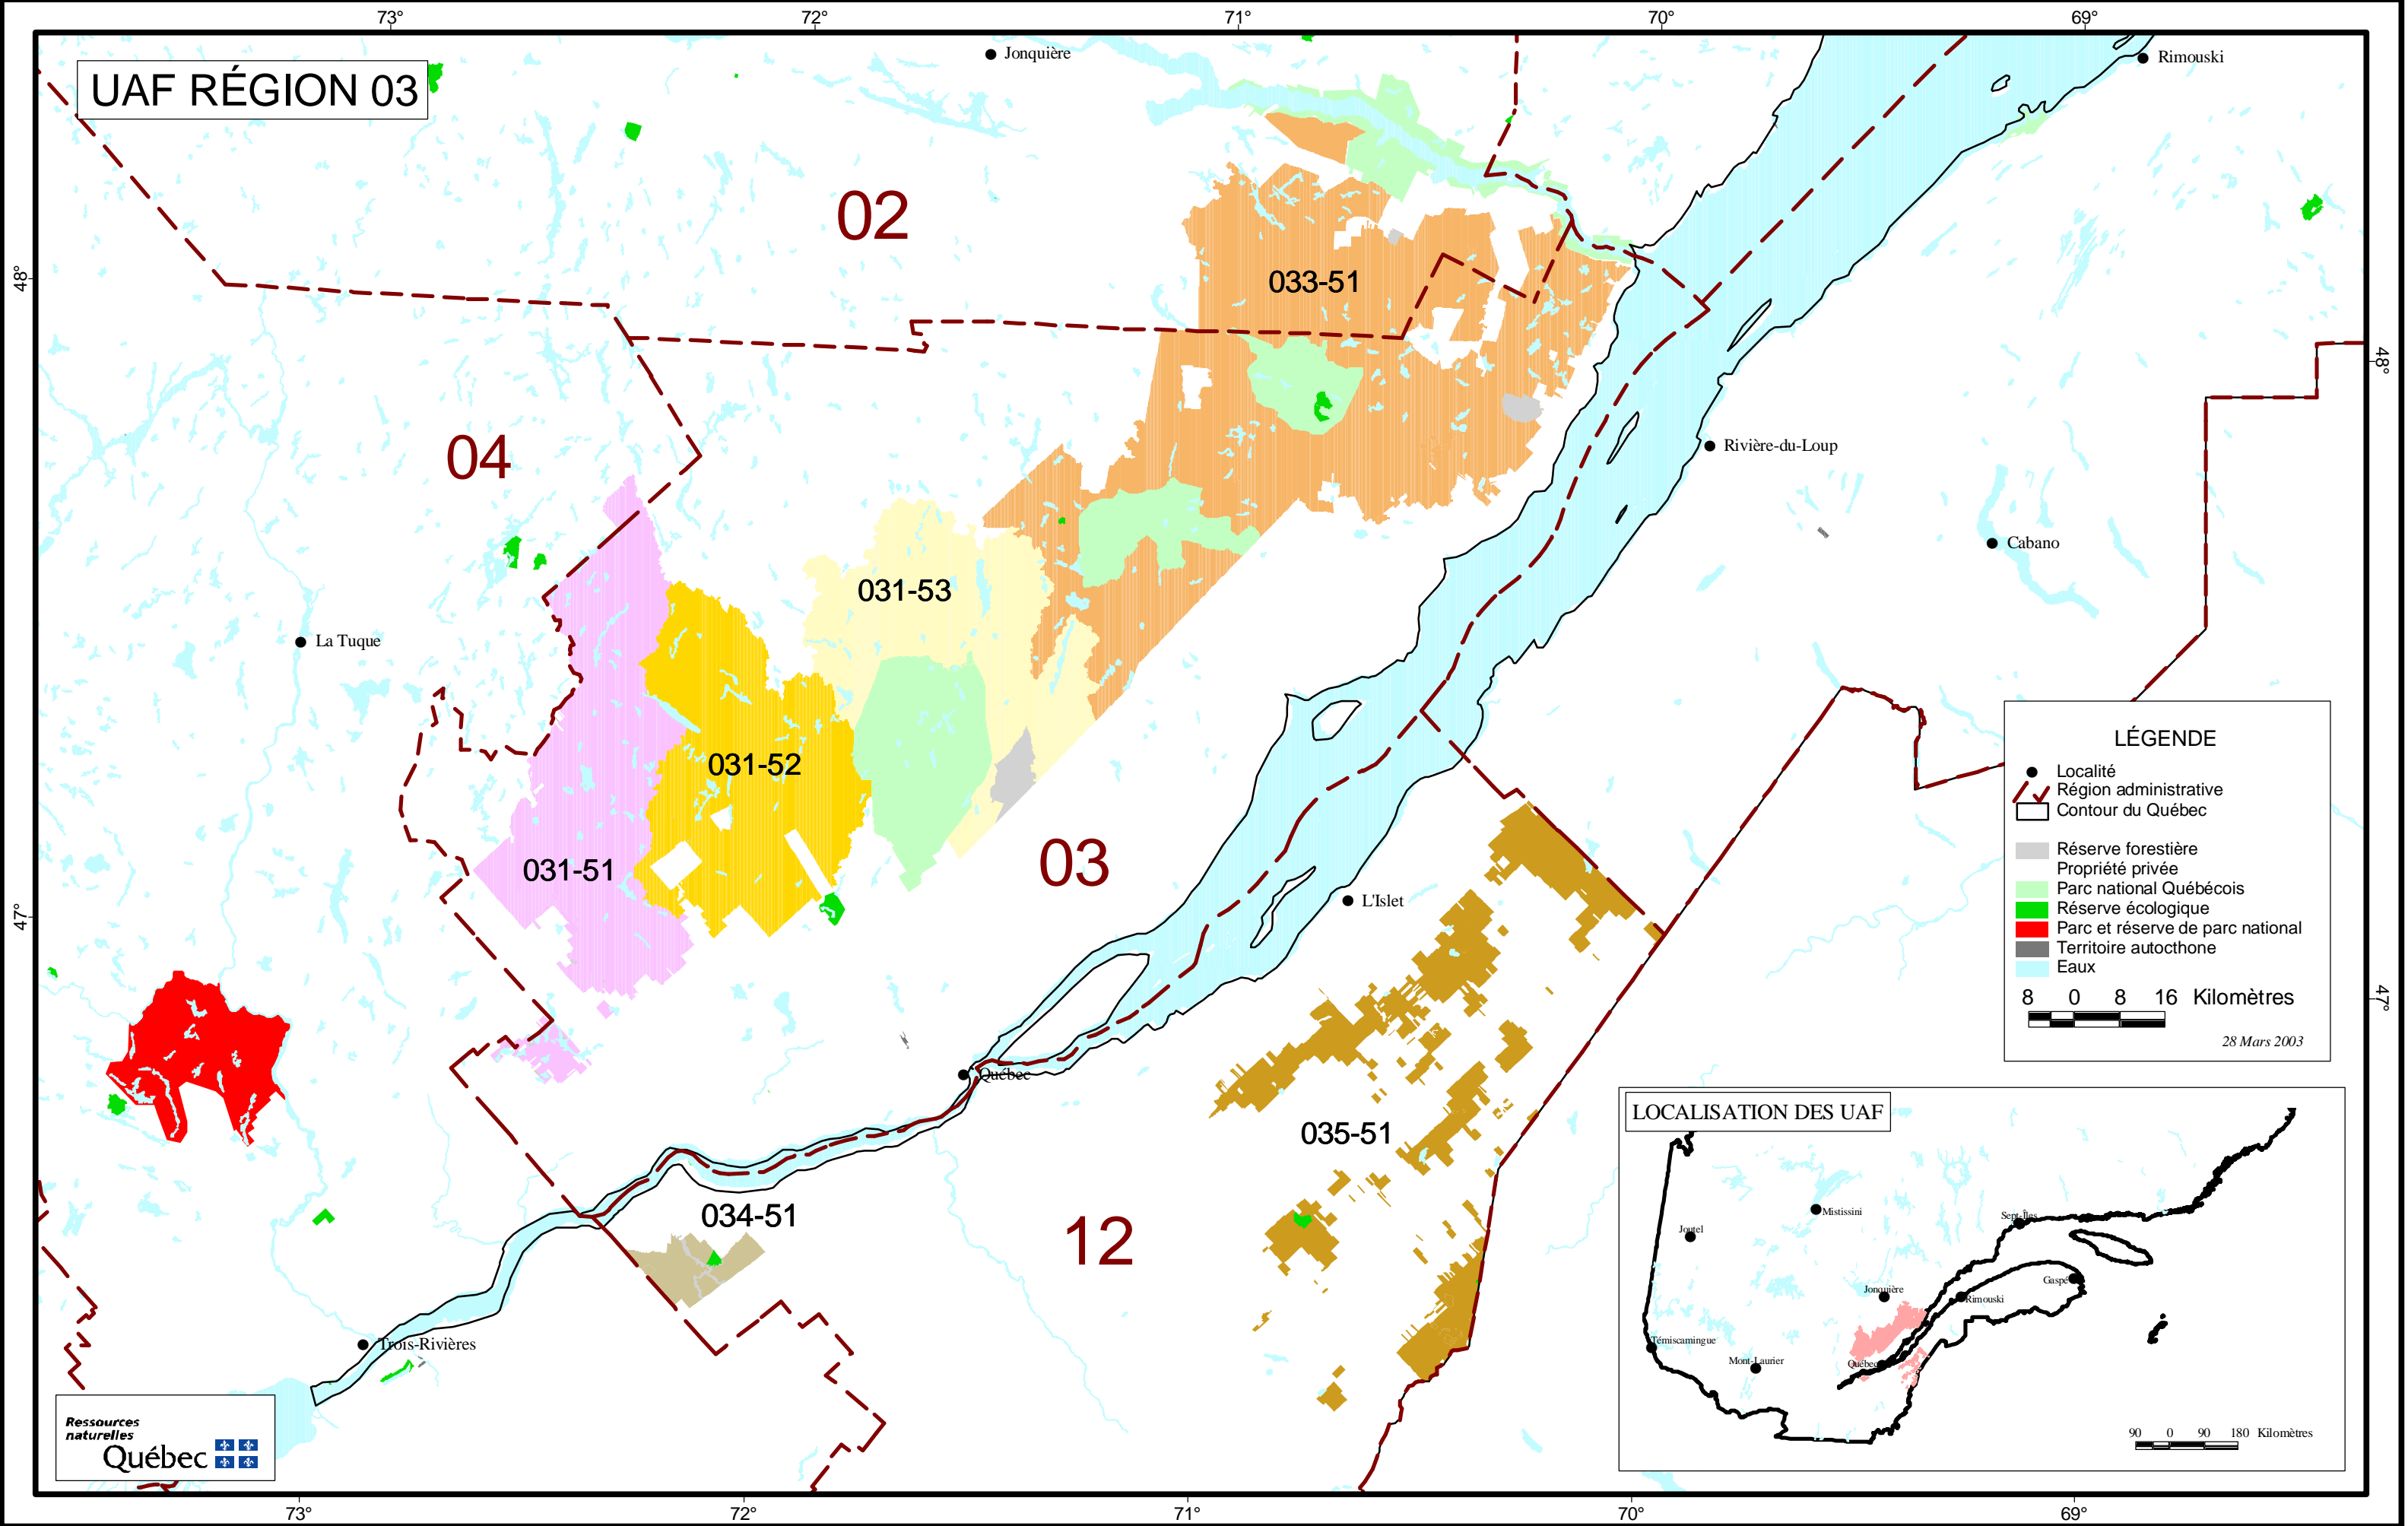 73°
72°
71°
70°
69°
UAF RÉGION 03
Jonquière
Rimouski
02
48°
033-51
48°
04
Rivière-du-Loup
Cabano
031-53
La Tuque
031-52
031-51
03
L'Islet
47°
47°
LÉGENDE
Localité
Région administrative
Contour du Québec
Réserve forestière
Propriété privée
Parc national Québécois
Réserve écologique
Parc et réserve de parc national
Territoire autocthone
Eaux
8 0 8 16 Kilomètres
28 Mars 2003
Québec
035-51
034-51
12
Trois-Rivières
LOCALISATION DES UAF
Mistissini
Joutel
Sept-Îles
Gaspé
Jonquière
Rimouski
Témiscamingue
Mont-Laurier
Québec
90 0 90 180 Kilomètres
Ressources
naturelles
Québec
73°
72°
71°
70°
69°